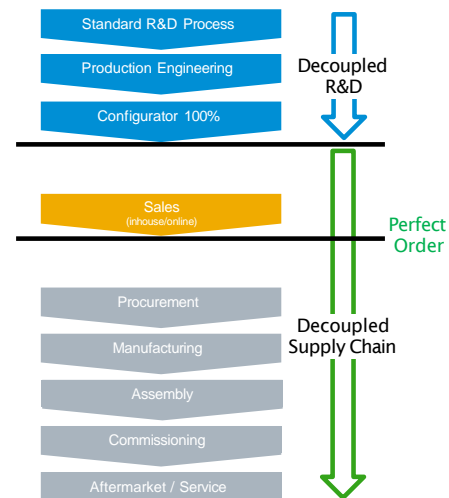 Standard R&D Process
Production Engineering
Configurator 100%
Decoupled
R&D
Sales
(inhouse/online)
Perfect
Order
Procurement
Manufacturing
Assembly
Commissioning
Aftermarket / Service
Decoupled
Supply Chain